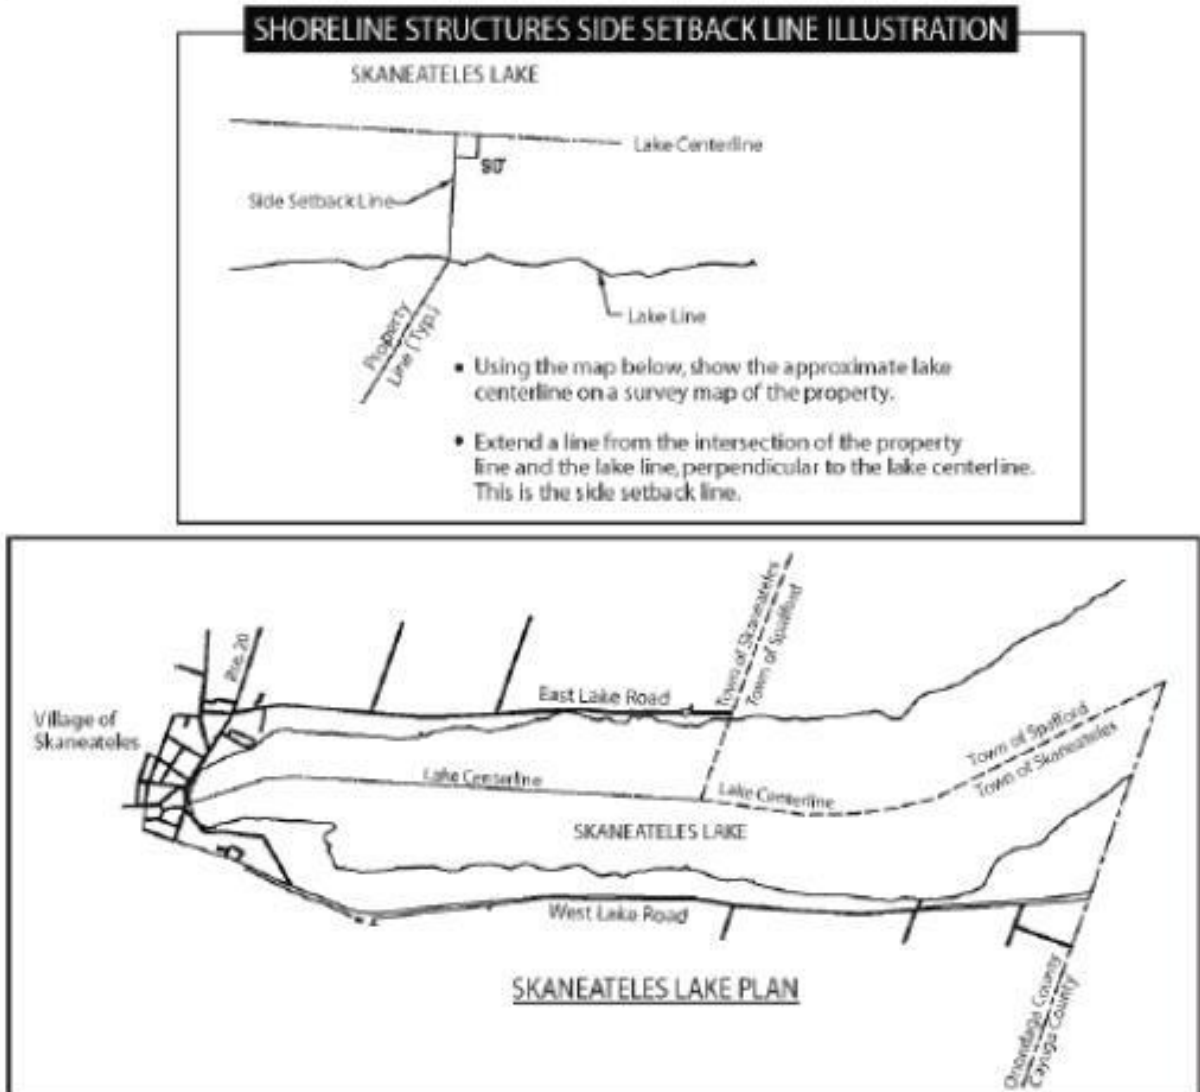 SHORELINE STRUCTURES SIDE SETBACK LINE ILLUSTRATION
SKANEATELES LAKE
Lake Centerline
90°
Side Setback Line
Lake Line
Property
Line (Typ.)
• Using the map below, show the approximate lake
centerline on a survey map of the property.
• Extend a line from the intersection of the property
line and the lake line, perpendicular to the lake centerline.
This is the side setback line.
Town of Skaneateles
Town of Spafford
Rte. 20
East Lake Road
Village of
Skaneateles
Town of Spafford
Town of Skaneateles
Lake Centerline
Lake Centerline
SKANEATELES LAKE
West Lake Road
SKANEATELES LAKE PLAN
Onondaga County
Cayuga County